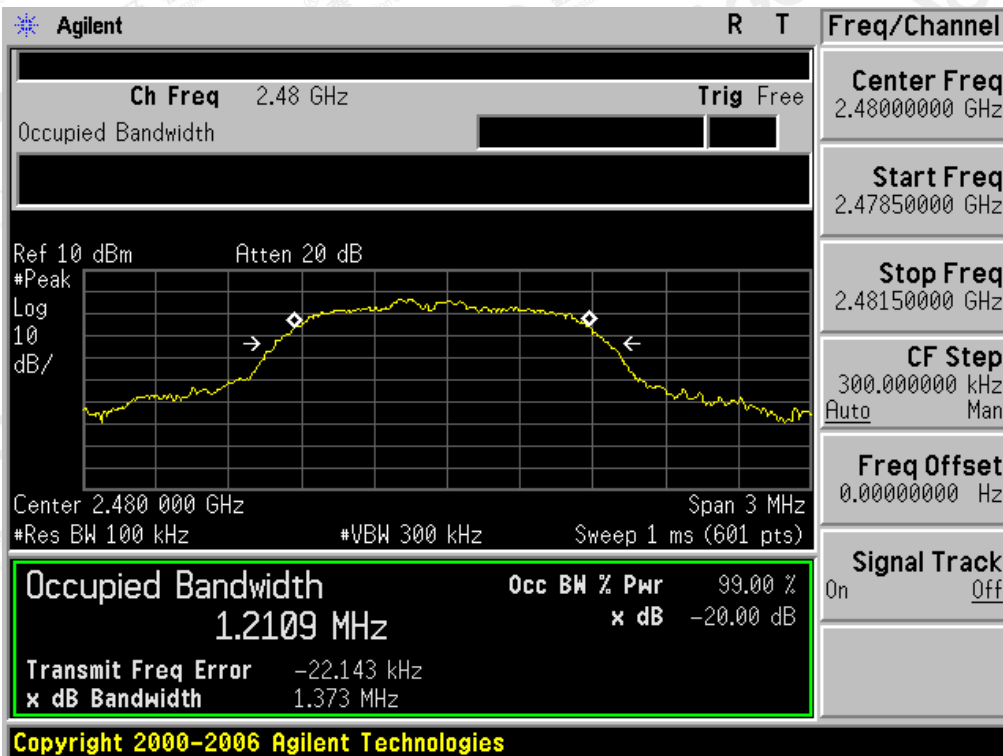 Agilent R T Freq/Channel
Ch Freq 2.48 GHz Trig Free
Occupied Bandwidth
Center Freq
2.48000000 GHz
Start Freq
2.47850000 GHz
Stop Freq
2.48150000 GHz
CF Step
300.000000 kHz
Auto Man
Freq Offset
0.00000000 Hz
Signal Track
On Off
Ref 10 dBm Atten 20 dB
#Peak
Log
10
dB/
Center 2.480 000 GHz Span 3 MHz
#Res BW 100 kHz #VBW 300 kHz Sweep 1 ms (601 pts)
Occupied Bandwidth Occ BW % Pwr 99.00 %
1.2109 MHz x dB -20.00 dB
Transmit Freq Error -22.143 kHz
x dB Bandwidth 1.373 MHz
Copyright 2000-2006 Agilent Technologies